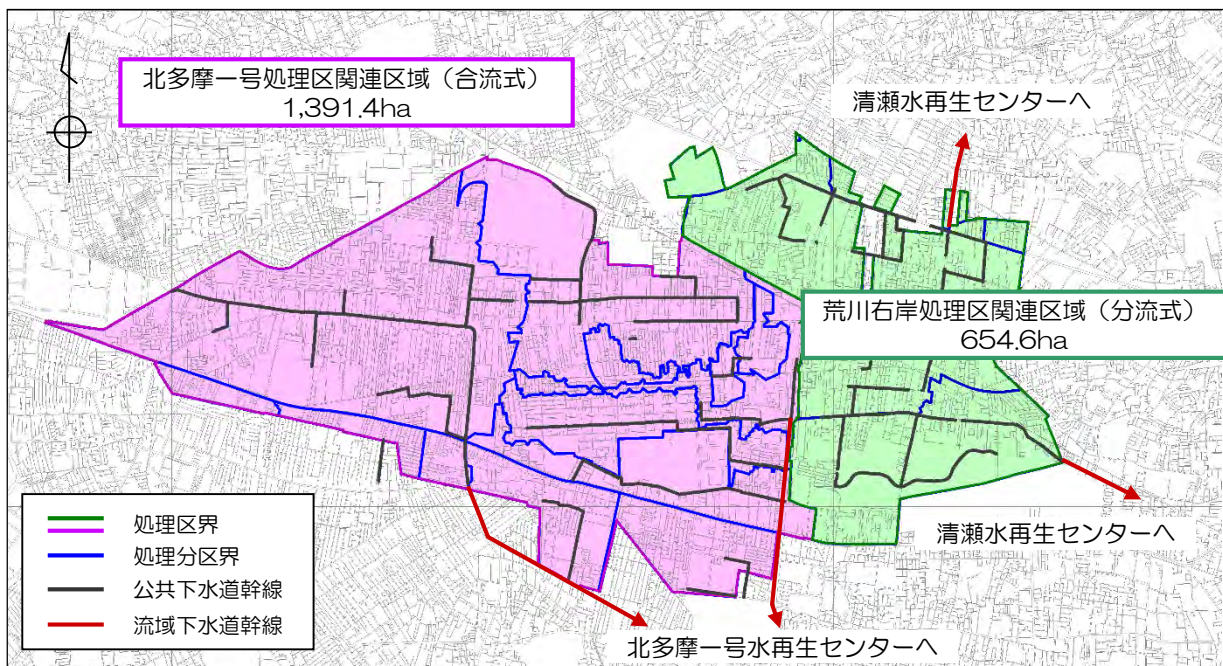 北多摩一号処理区関連区域（合流式）
1,391.4ha
清瀬水再生センターへ
荒川右岸処理区関連区域（分流式）
654.6ha
清瀬水再生センターへ
北多摩一号水再生センターへ
処理区界
処理分区界
公共下水道幹線
流域下水道幹線